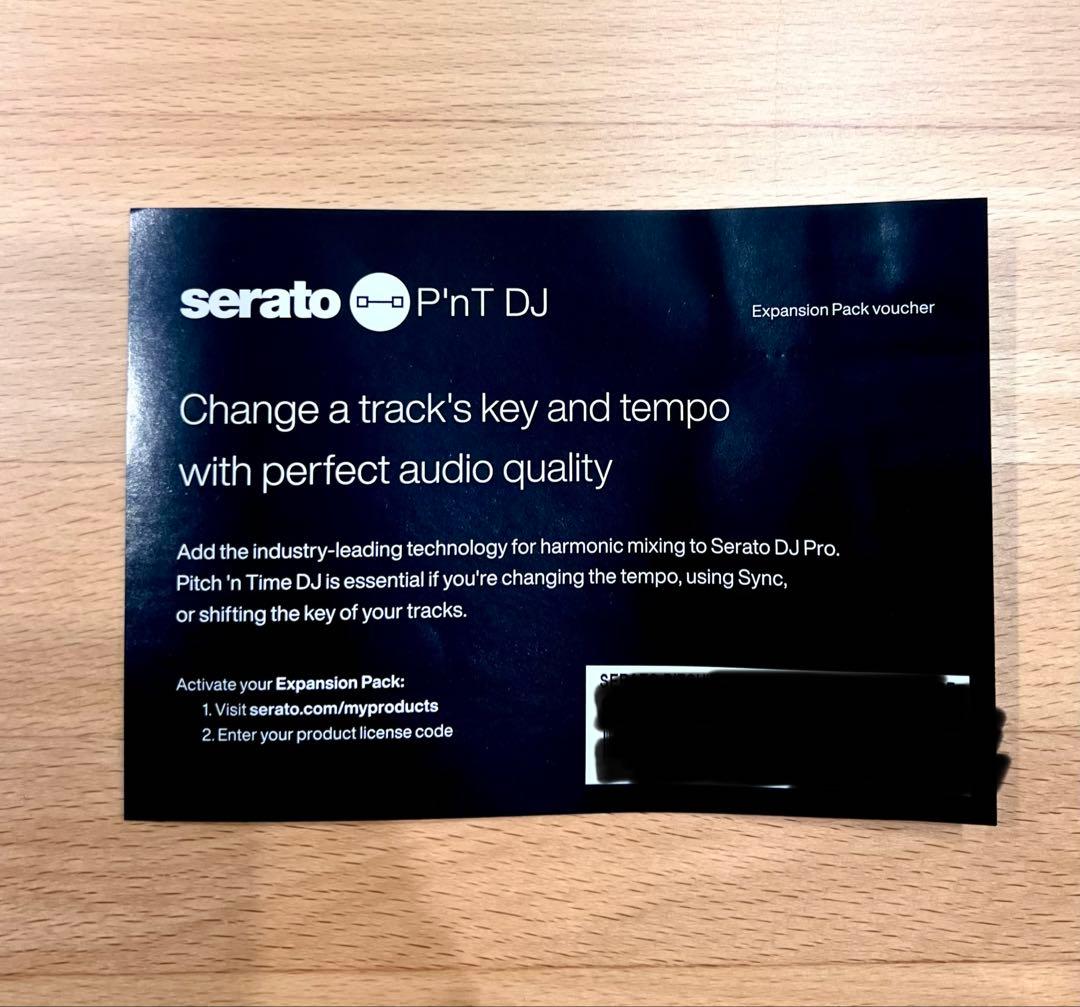 serato P'nT DJ
Expansion Pack voucher
Change a track's key and tempo
with perfect audio quality
Add the industry-leading technology for harmonic mixing to Serato DJ Pro.
Pitch 'n Time DJ is essential if you're changing the tempo, using Sync,
or shifting the key of your tracks.
Activate your Expansion Pack:
1. Visit serato.com/myproducts
2. Enter your product license code